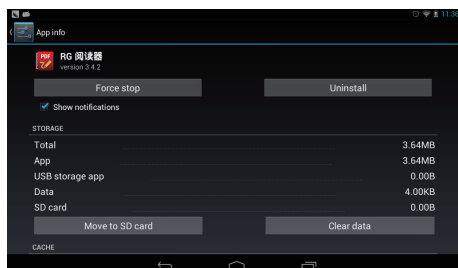 11:36
App info
PDF
RG 阅读器
version 3.4.2
Force stop
Uninstall
Show notifications
STORAGE
Total 3.64MB
App 3.64MB
USB storage app 0.00B
Data 4.00KB
SD card 0.00B
Move to SD card
Clear data
CACHE